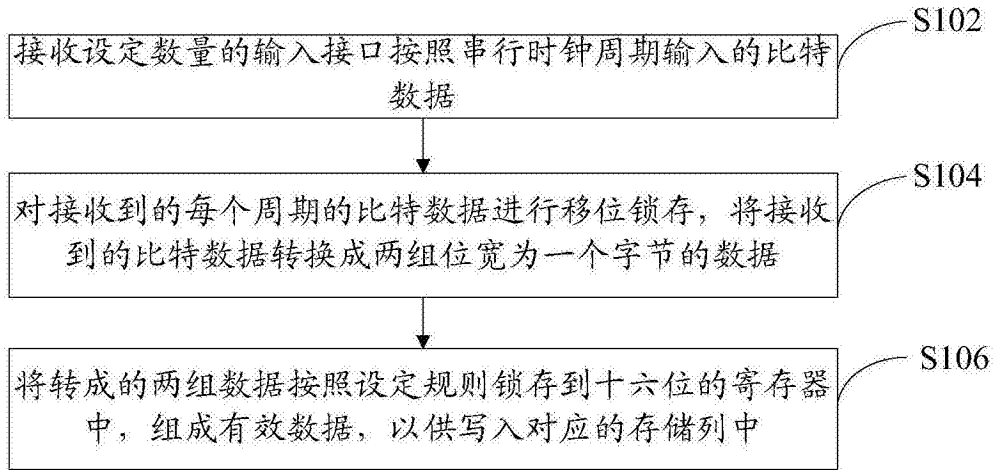 S102
接收设定数量的输入接口按照串行时钟周期输入的比特
数据
S104
对接收到的每个周期的比特数据进行移位锁存，将接收
到的比特数据转换成两组位宽为一个字节的数据
S106
将转成的两组数据按照设定规则锁存到十六位的寄存器
中，组成有效数据，以供写入对应的存储列中